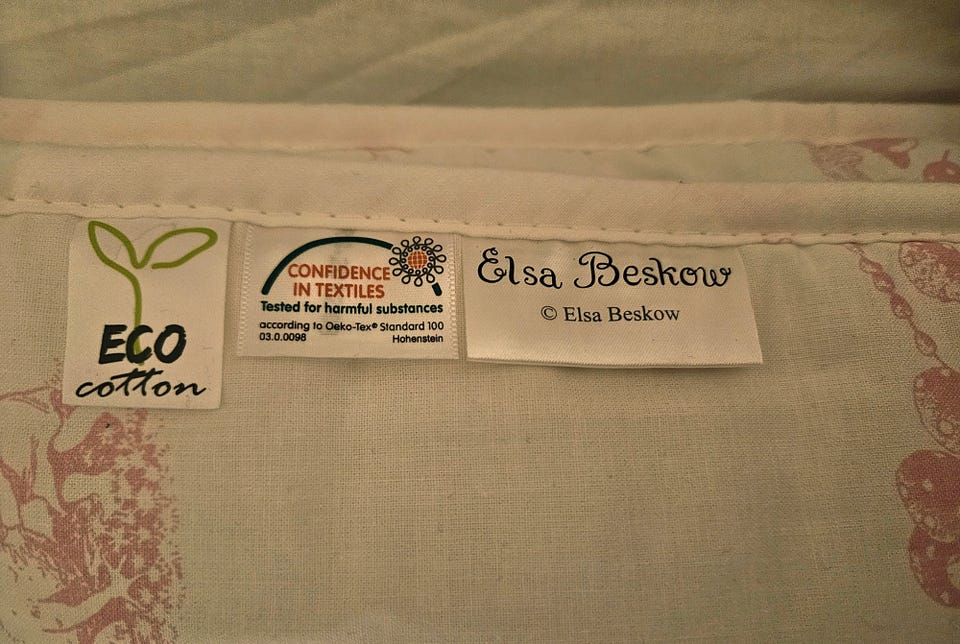 ECO
cotton
CONFIDENCE
IN TEXTILES
Tested for harmful substances
according to Oeko-Tex® Standard 100
03.0.0098 Hohenstein
Elsa Beskow
© Elsa Beskow